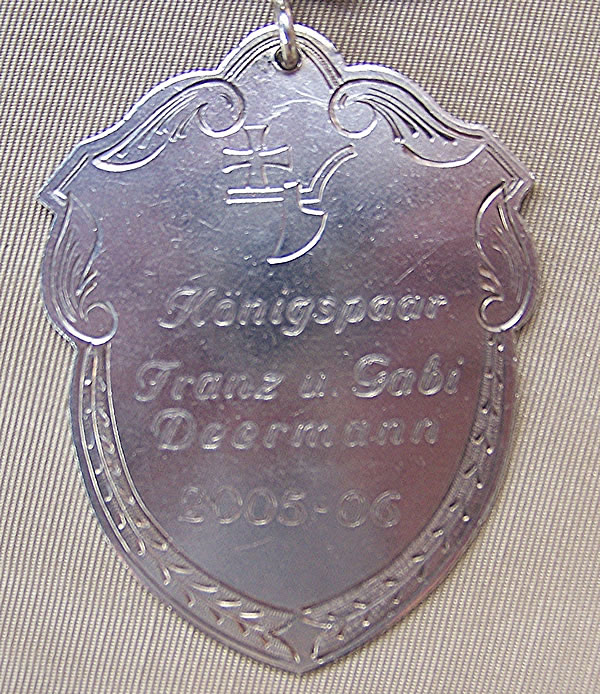 Königspaar
Franz u. Gabi
Deermann
2005-06